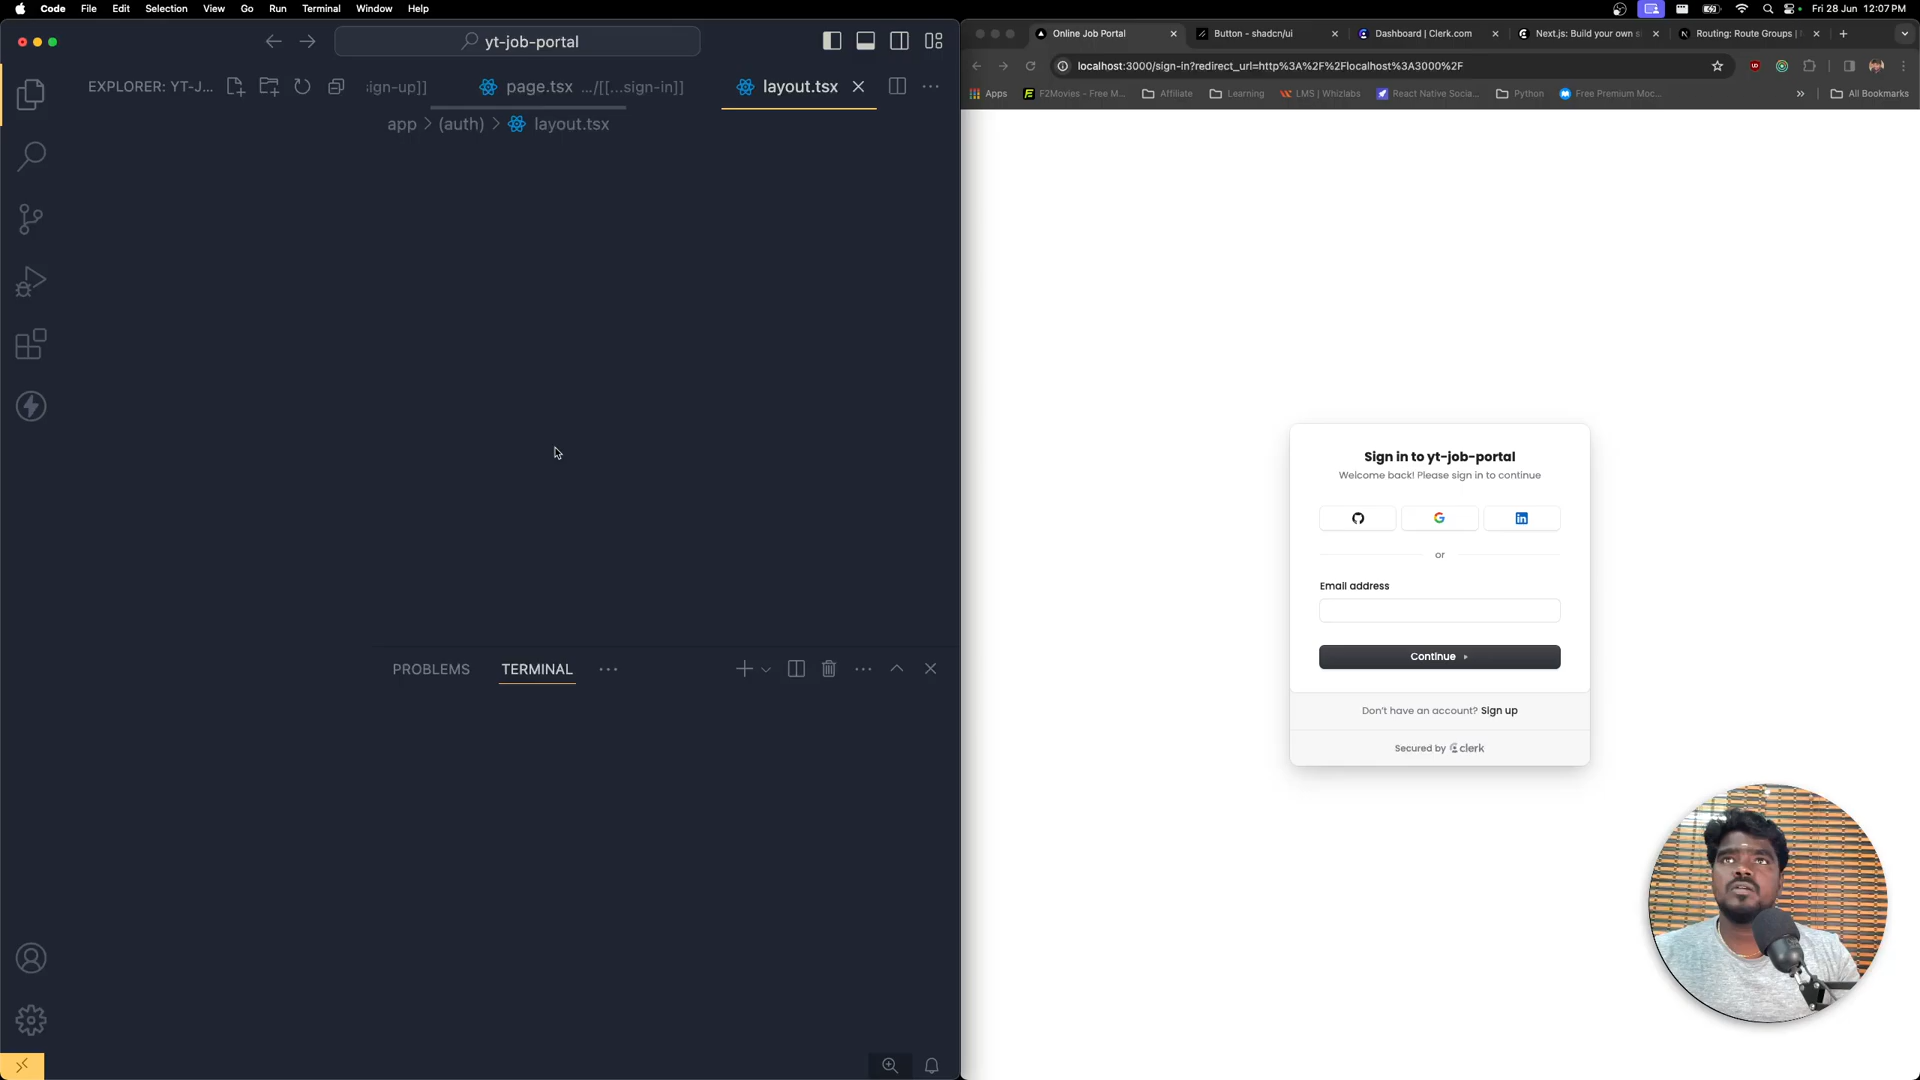 Code File Edit Selection View Go Run Terminal Window Help
Fri 28 Jun 12:07 PM
yt-job-portal
EXPLORER: YT-J...
sign-up]]
page.tsx .../[[...sign-in]]
layout.tsx
app > (auth) > layout.tsx
PROBLEMS
TERMINAL
Online Job Portal
Button - shadcn/ui
Dashboard | Clerk.com
Next.js: Build your own s
Routing: Route Groups |
localhost:3000/sign-in?redirect_url=http%3A%2F%2Flocalhost%3A3000%2F
Apps
F2Movies - Free M...
Affiliate
Learning
LMS | Whizlabs
React Native Socia...
Python
Free Premium Moc...
All Bookmarks
Sign in to yt-job-portal
Welcome back! Please sign in to continue
or
Email address
Continue
Don't have an account? Sign up
Secured by clerk